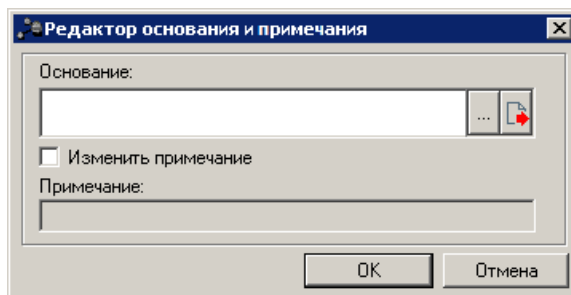 Редактор основания и примечания
Основание:
...
Изменить примечание
Примечание:
OK
Отмена